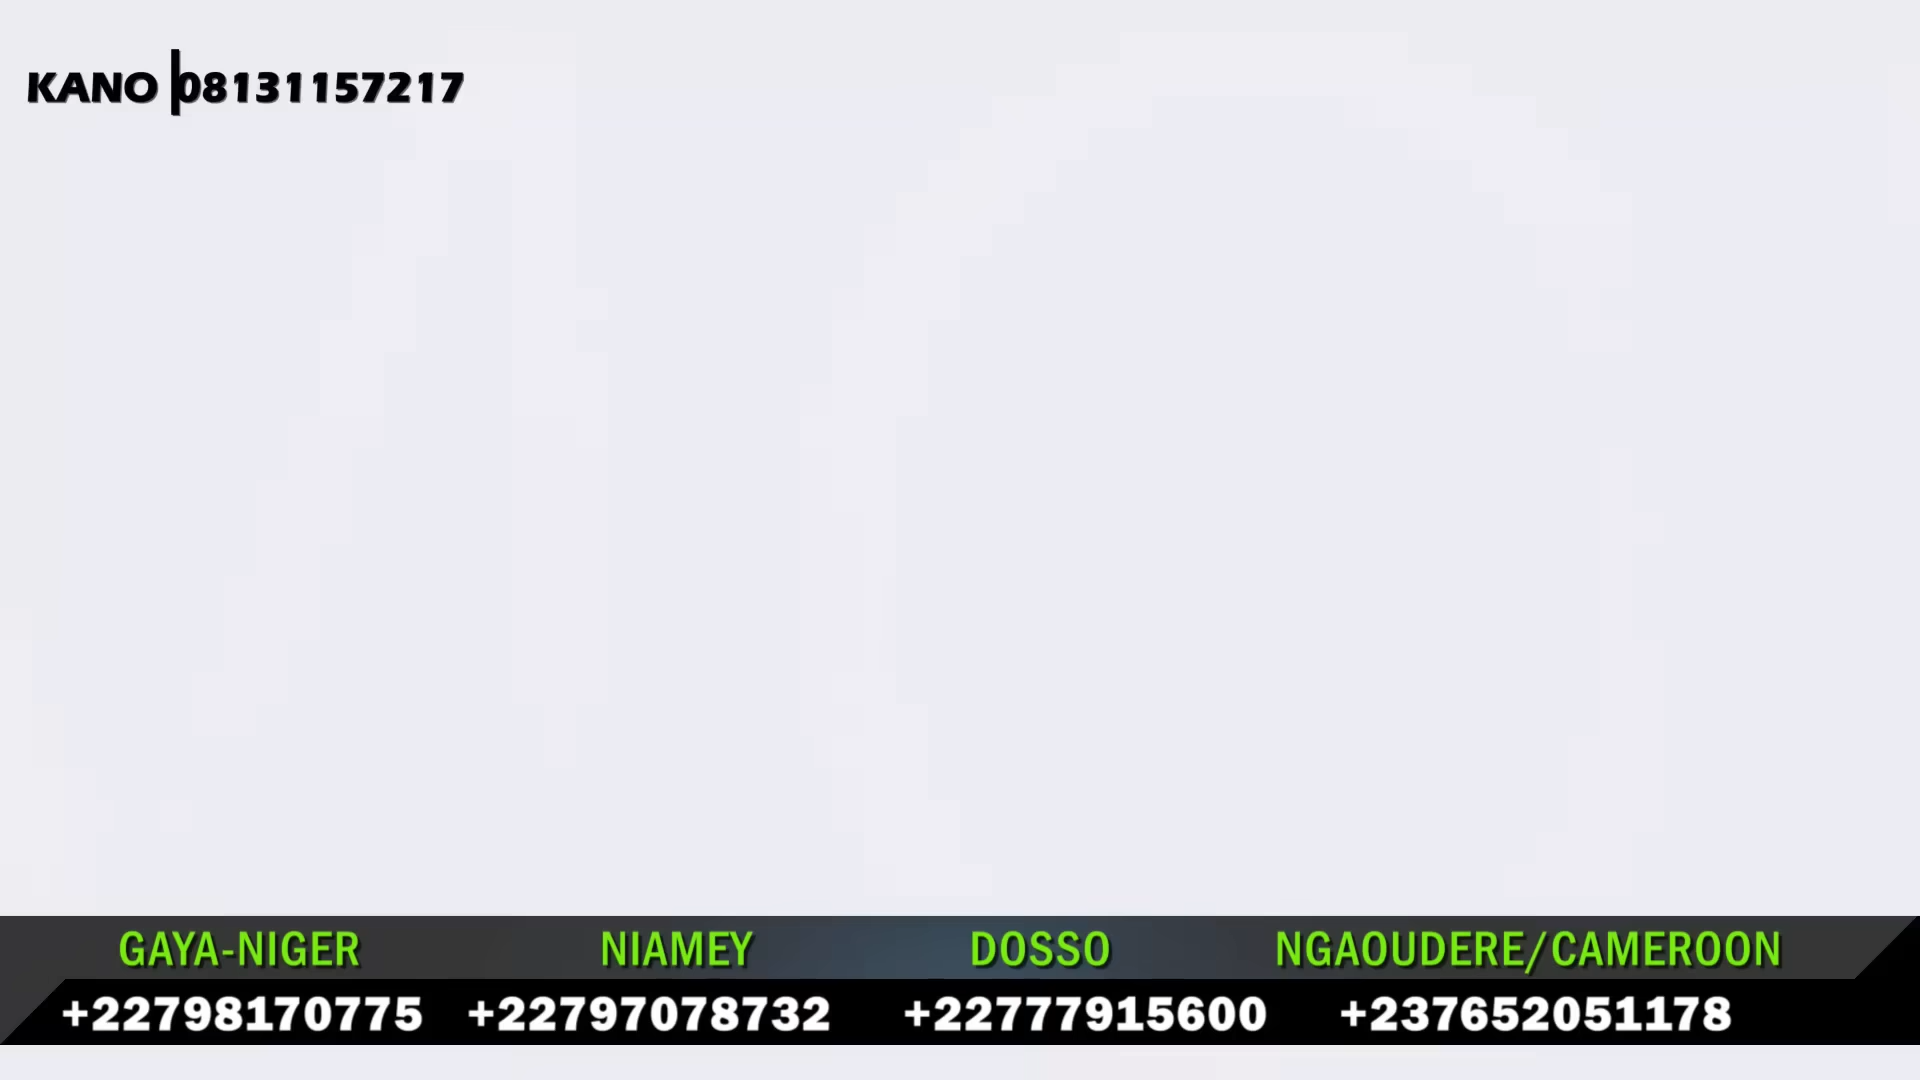 KANO 08131157217
GAYA-NIGER NIAMEY DOSSO NGAOUDERE/CAMEROON
+22798170775 +22797078732 +22777915600 +237652051178